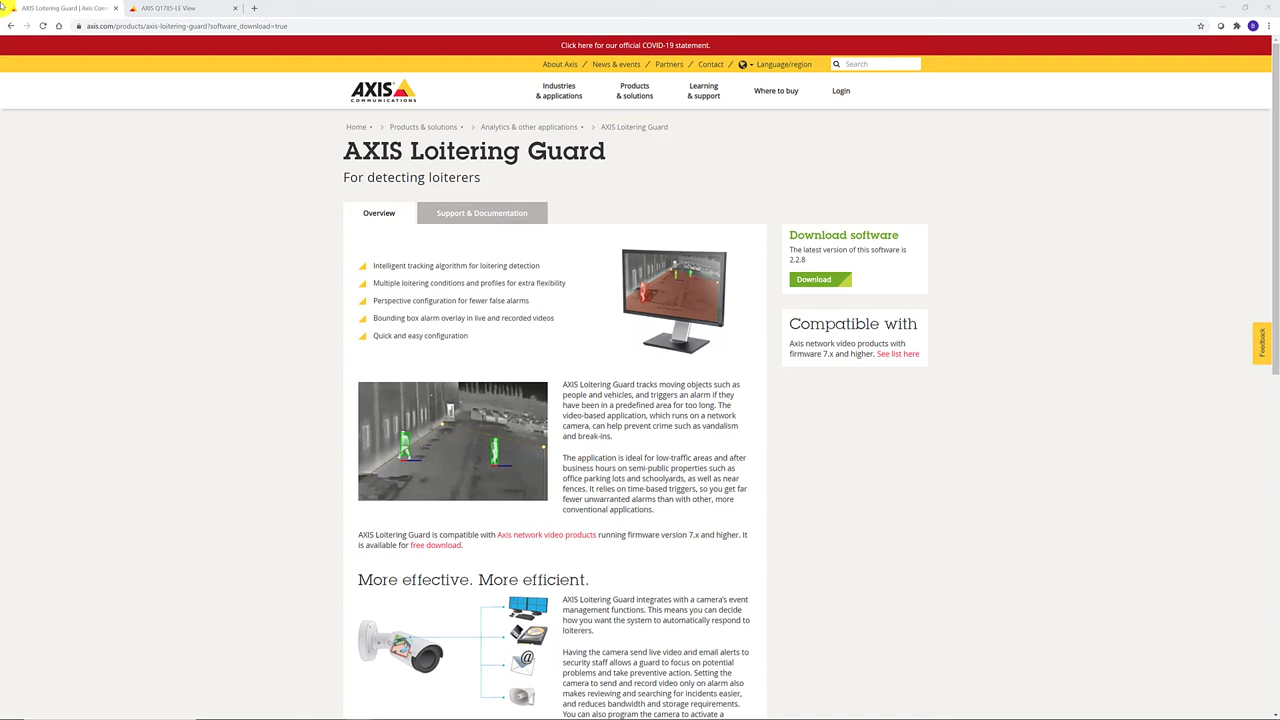 AXIS Loitering Guard | Axis Com
AXIS Q1785-LE View
axis.com/products/axis-loitering-guard?software_download=true
B
Click here for our official COVID-19 statement.
About Axis / News & events / Partners / Contact / Language/region
Search
AXIS
COMMUNICATIONS
Industries
& applications
Products
& solutions
Learning
& support
Where to buy
Login
Home > Products & solutions > Analytics & other applications > AXIS Loitering Guard
AXIS Loitering Guard
For detecting loiterers
Overview
Support & Documentation
Intelligent tracking algorithm for loitering detection
Multiple loitering conditions and profiles for extra flexibility
Perspective configuration for fewer false alarms
Bounding box alarm overlay in live and recorded videos
Quick and easy configuration
Download software
The latest version of this software is
2.2.8
Download
Compatible with
Axis network video products with
firmware 7.x and higher. See list here
Feedback
AXIS Loitering Guard tracks moving objects such as
people and vehicles, and triggers an alarm if they
have been in a predefined area for too long. The
video-based application, which runs on a network
camera, can help prevent crime such as vandalism
and break-ins.
The application is ideal for low-traffic areas and after
business hours on semi-public properties such as
office parking lots and schoolyards, as well as near
fences. It relies on time-based triggers, so you get far
fewer unwarranted alarms than with other, more
conventional applications.
AXIS Loitering Guard is compatible with Axis network video products running firmware version 7.x and higher. It
is available for free download.
More effective. More efficient.
AXIS Loitering Guard integrates with a camera's event
management functions. This means you can decide
how you want the system to automatically respond to
loiterers.
Having the camera send live video and email alerts to
security staff allows a guard to focus on potential
problems and take preventive action. Setting the
camera to send and record video only on alarm also
makes reviewing and searching for incidents easier,
and reduces bandwidth and storage requirements.
You can also program the camera to activate a